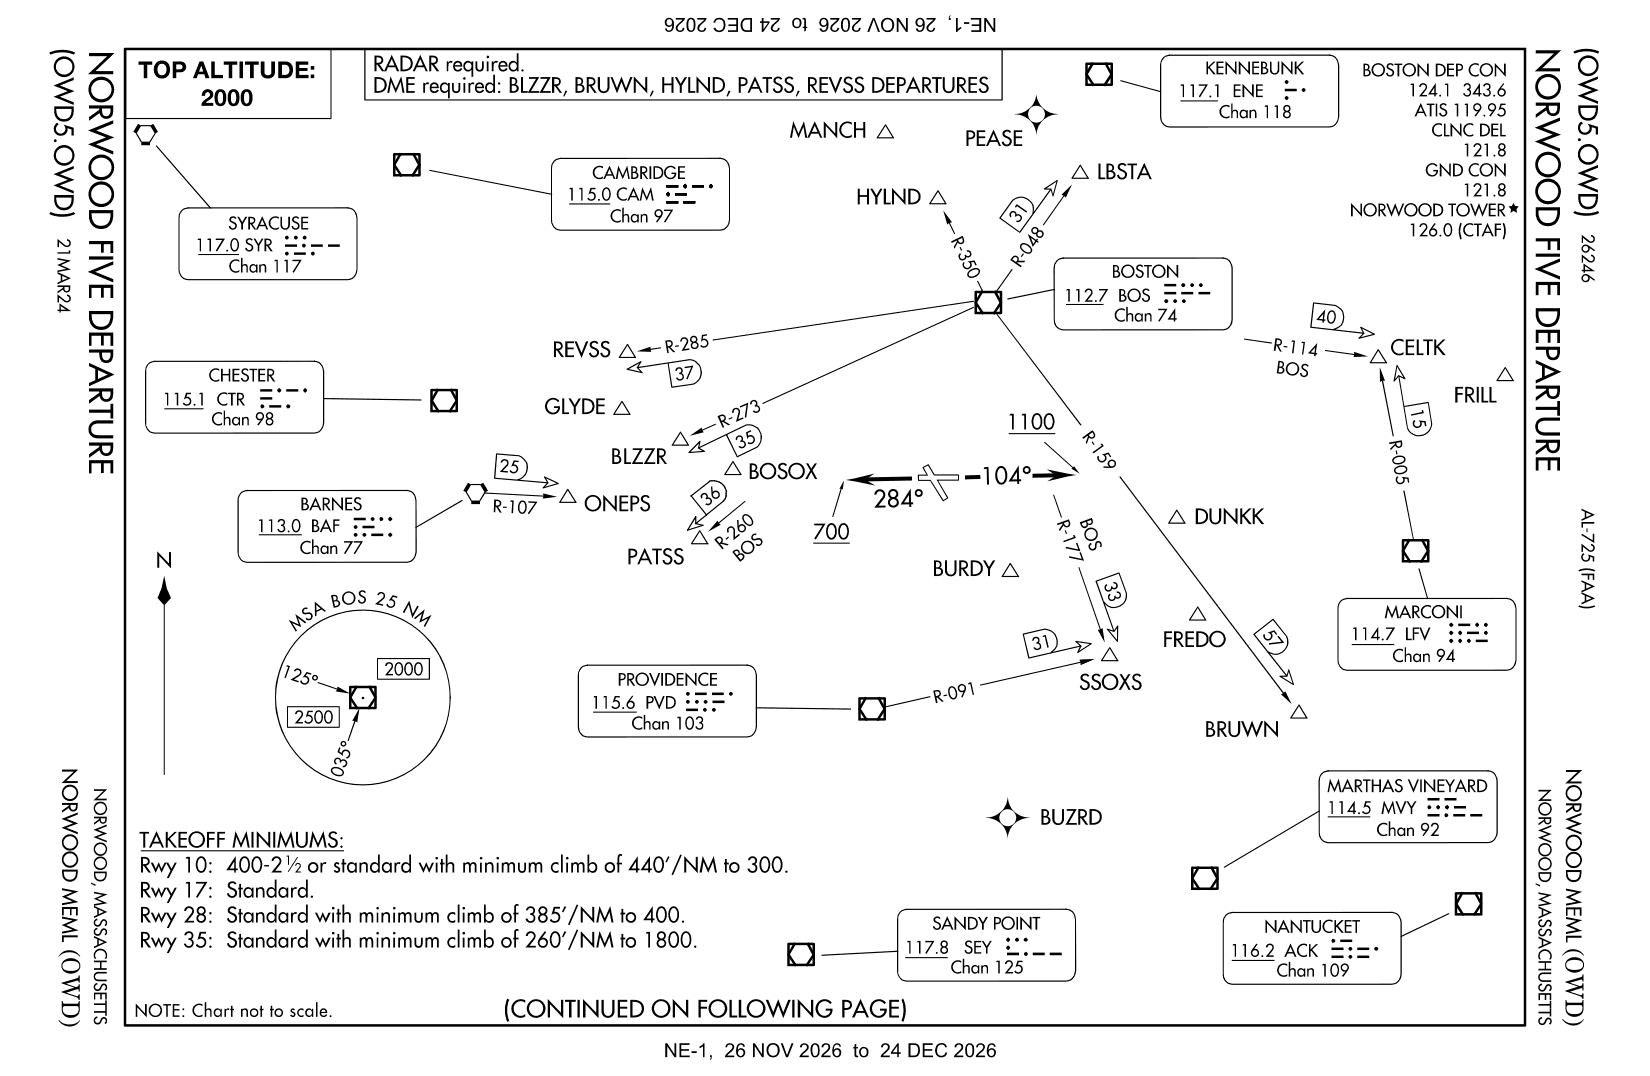 NE-1, 26 NOV 2026 to 24 DEC 2026
(OWD5.OWD) 21MAR24
NORWOOD FIVE DEPARTURE
NORWOOD, MASSACHUSETTS
NORWOOD MEML (OWD)
TOP ALTITUDE:
2000
RADAR required.
DME required: BLZZR, BRUWN, HYLND, PATSS, REVSS DEPARTURES
KENNEBUNK
117.1 ENE
Chan 118
BOSTON DEP CON
124.1 343.6
ATIS 119.95
CLNC DEL
121.8
GND CON
121.8
NORWOOD TOWER★
126.0 (CTAF)
MANCH
PEASE
CAMBRIDGE
115.0 CAM
Chan 97
SYRACUSE
117.0 SYR
Chan 117
HYLND
LBSTA
31
R-048
R-350
BOSTON
112.7 BOS
Chan 74
REVSS
R-285
37
40
R-114
BOS
CELTK
FRILL
15
R-005
CHESTER
115.1 CTR
Chan 98
GLYDE
R-273
35
BLZZR
BOSOX
1100
R-159
25
R-107
ONEPS
BARNES
113.0 BAF
Chan 77
36
R-260
BOS
PATSS
284°
104°
700
BOS
R-177
33
DUNKK
BURDY
FREDO
57
31
SSOXS
R-091
BRUWN
PROVIDENCE
115.6 PVD
Chan 103
MARCONI
114.7 LFV
Chan 94
N
MSA BOS 25 NM
125°
2000
2500
035°
BUZRD
MARTHAS VINEYARD
114.5 MVY
Chan 92
TAKEOFF MINIMUMS:
Rwy 10: 400-2½ or standard with minimum climb of 440'/NM to 300.
Rwy 17: Standard.
Rwy 28: Standard with minimum climb of 385'/NM to 400.
Rwy 35: Standard with minimum climb of 260'/NM to 1800.
SANDY POINT
117.8 SEY
Chan 125
NANTUCKET
116.2 ACK
Chan 109
NOTE: Chart not to scale.
(CONTINUED ON FOLLOWING PAGE)
NORWOOD FIVE DEPARTURE
(OWD5.OWD) 26246
AL-725 (FAA)
NORWOOD MEML (OWD)
NORWOOD, MASSACHUSETTS
NE-1, 26 NOV 2026 to 24 DEC 2026